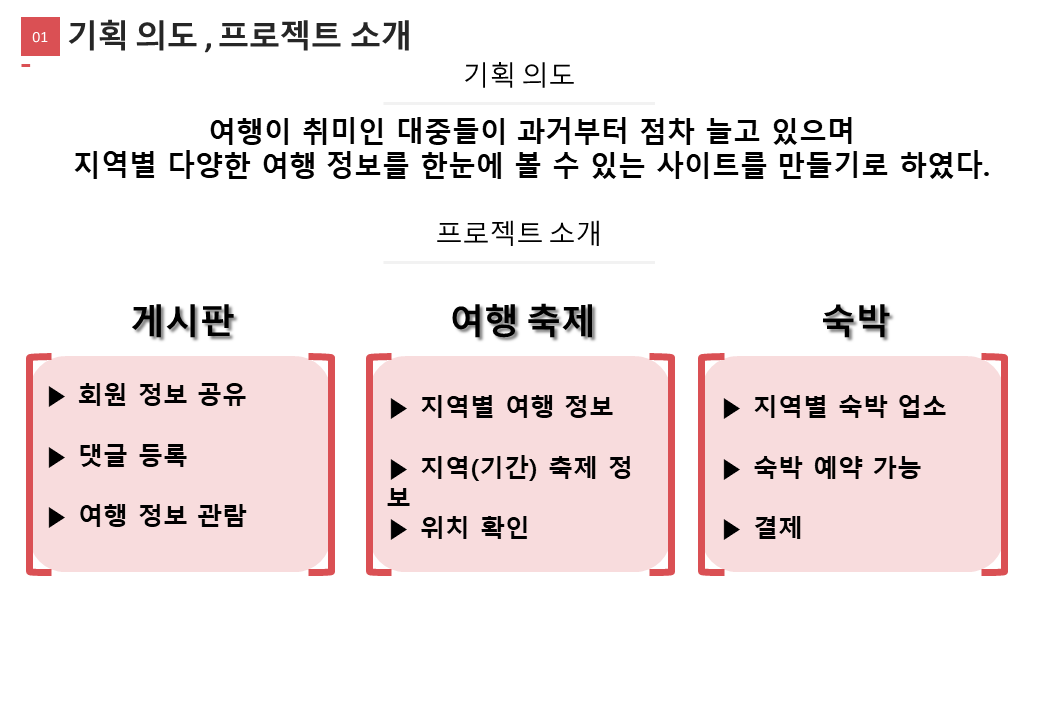 01 기획 의도 , 프로젝트 소개
기획 의도
여행이 취미인 대중들이 과거부터 점차 늘고 있으며
지역별 다양한 여행 정보를 한눈에 볼 수 있는 사이트를 만들기로 하였다.
프로젝트 소개
게시판
▶ 회원 정보 공유
▶ 댓글 등록
▶ 여행 정보 관람
여행 축제
▶ 지역별 여행 정보
▶ 지역(기간) 축제 정
보
▶ 위치 확인
숙박
▶ 지역별 숙박 업소
▶ 숙박 예약 가능
▶ 결제